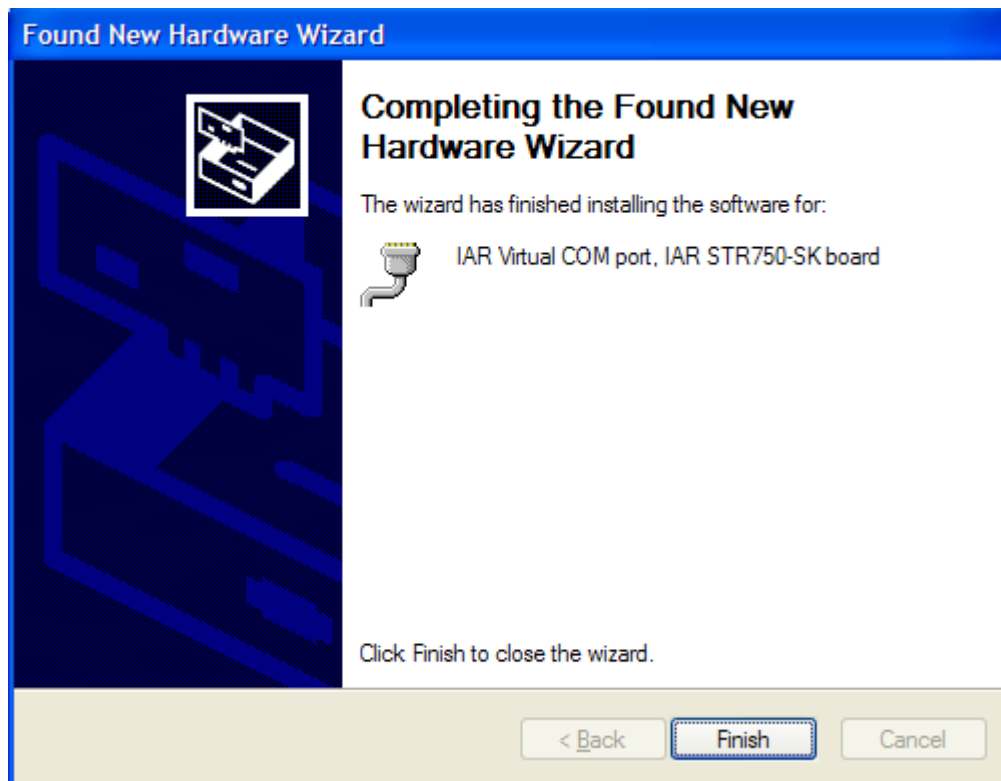 Found New Hardware Wizard
Completing the Found New
Hardware Wizard
The wizard has finished installing the software for:
IAR Virtual COM port, IAR STR750-SK board
Click Finish to close the wizard.
< Back
Finish
Cancel